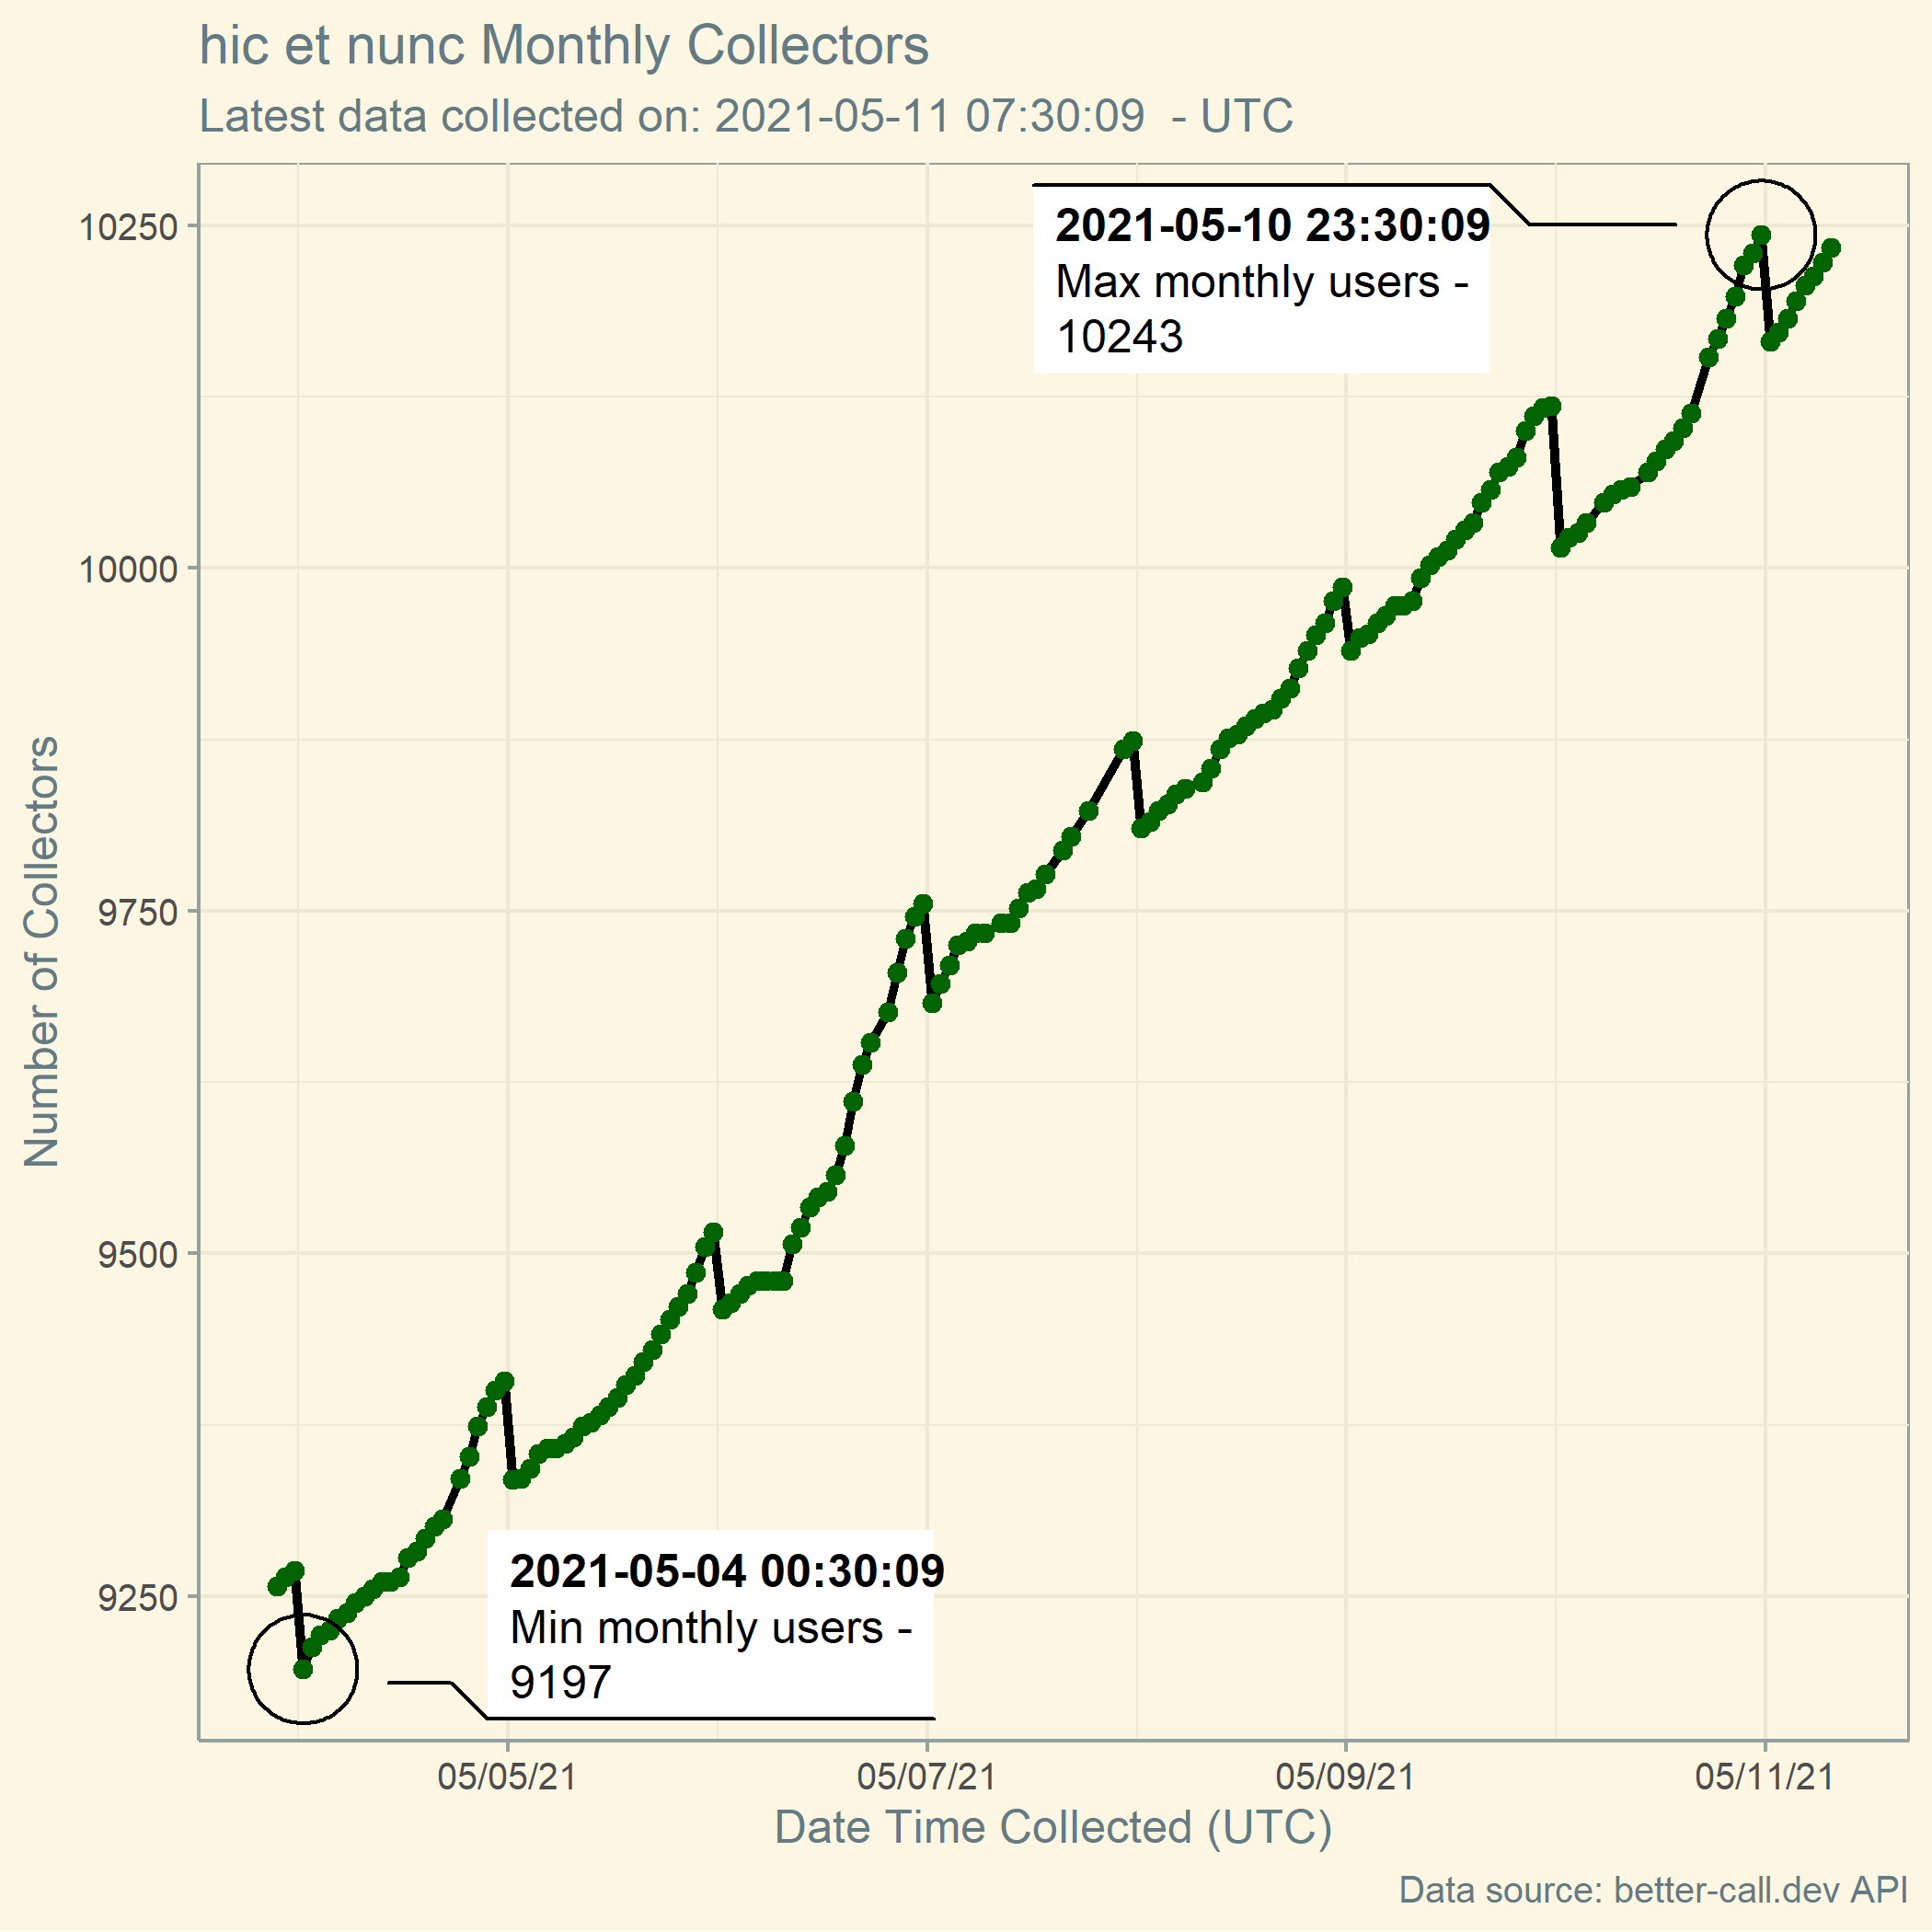 hic et nunc Monthly Collectors
Latest data collected on: 2021-05-11 07:30:09 - UTC
10250
10000
9750
9500
9250
Number of Collectors
2021-05-10 23:30:09
Max monthly users -
10243
2021-05-04 00:30:09
Min monthly users -
9197
05/05/21
05/07/21
05/09/21
05/11/21
Date Time Collected (UTC)
Data source: better-call.dev API